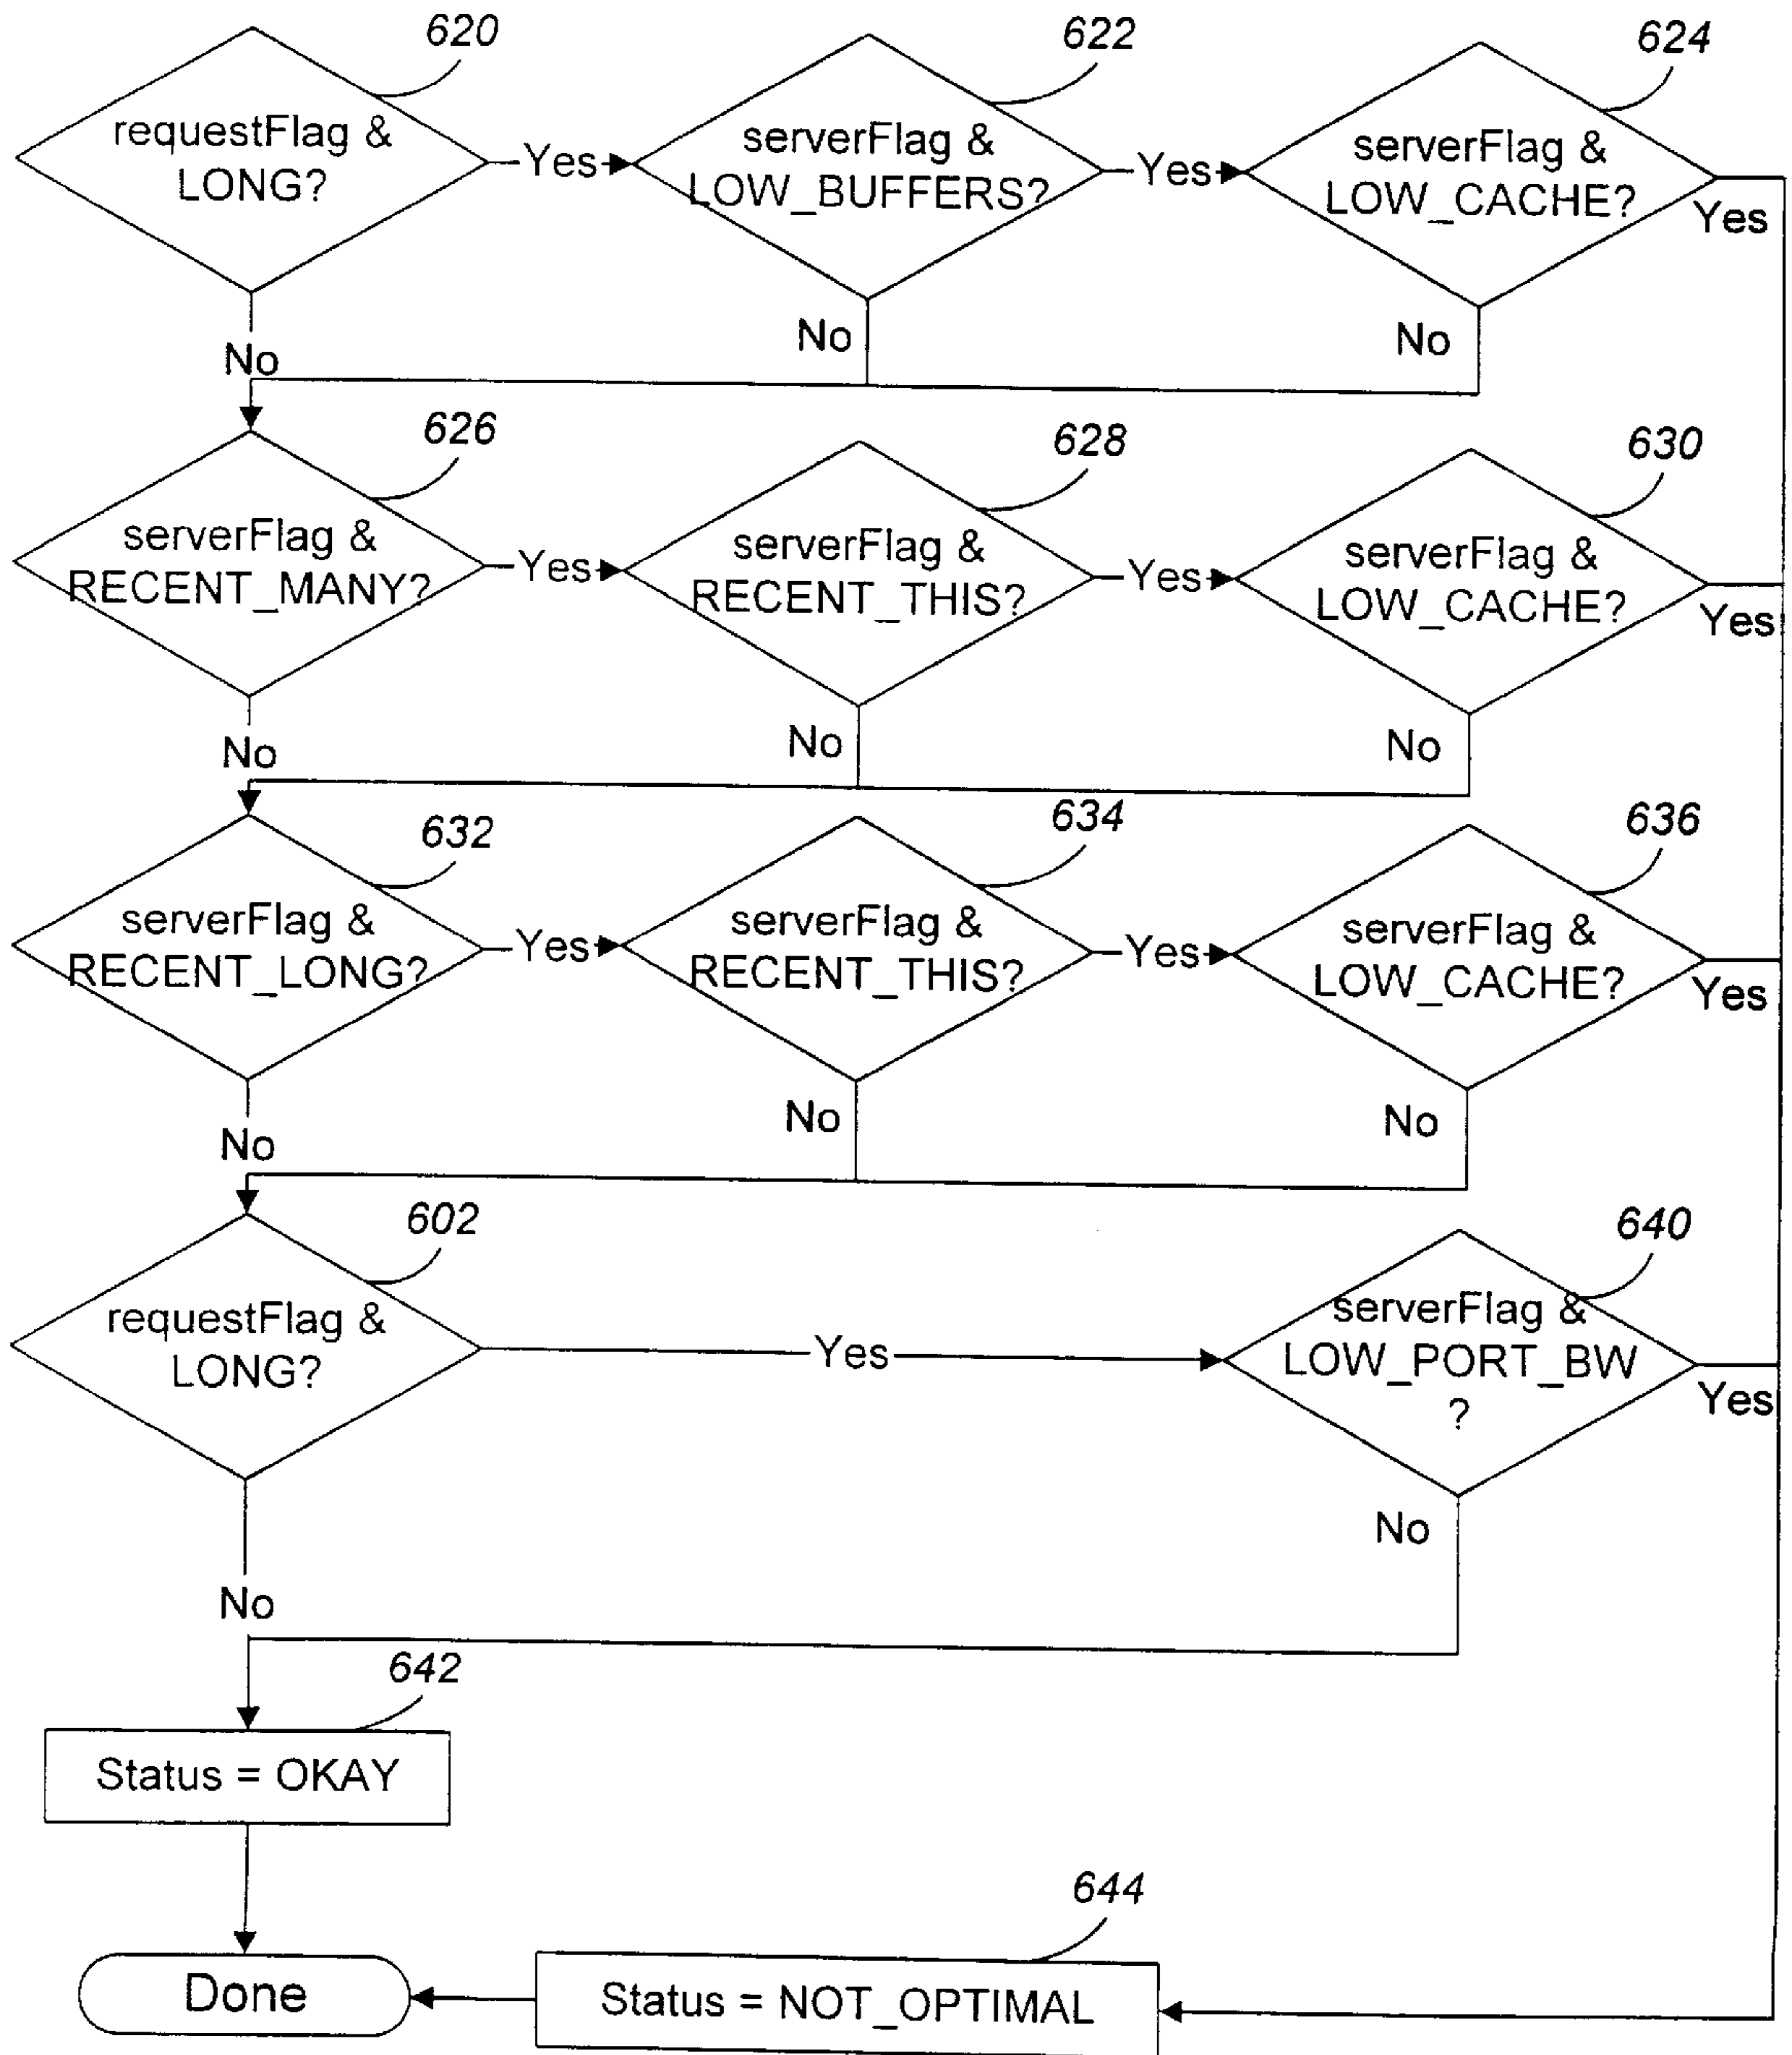 620
622
624
requestFlag &
LONG?
Yes
serverFlag &
LOW_BUFFERS?
Yes
serverFlag &
LOW_CACHE?
Yes
No
No
No
626
628
630
serverFlag &
RECENT_MANY?
Yes
serverFlag &
RECENT_THIS?
Yes
serverFlag &
LOW_CACHE?
Yes
No
No
No
632
634
636
serverFlag &
RECENT_LONG?
Yes
serverFlag &
RECENT_THIS?
Yes
serverFlag &
LOW_CACHE?
Yes
No
No
No
602
640
requestFlag &
LONG?
Yes
serverFlag &
LOW_PORT_BW
?
Yes
No
No
642
Status = OKAY
644
Done
Status = NOT_OPTIMAL